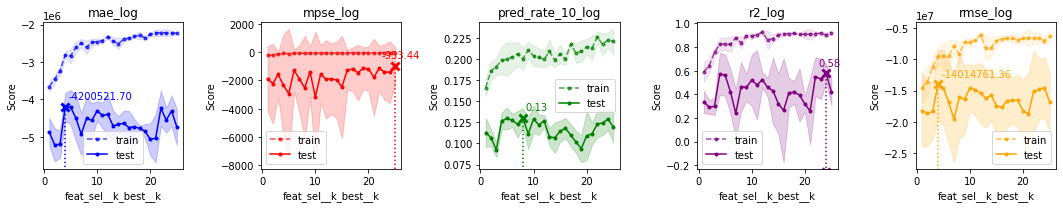 mae_log
1e6
−2
−3
−4
−5
Score
-4200521.70
train
test
0
10
20
feat_sel__k_best__k
mpse_log
2000
0
−2000
−4000
−6000
−8000
Score
-993.44
train
test
0
10
20
feat_sel__k_best__k
pred_rate_10_log
0.225
0.200
0.175
0.150
0.125
0.100
0.075
Score
0.13
train
test
0
10
20
feat_sel__k_best__k
r2_log
1.0
0.8
0.6
0.4
0.2
0.0
−0.2
Score
0.58
train
test
0
10
20
feat_sel__k_best__k
rmse_log
1e7
−0.5
−1.0
−1.5
−2.0
−2.5
Score
-14014761.36
train
test
0
10
20
feat_sel__k_best__k